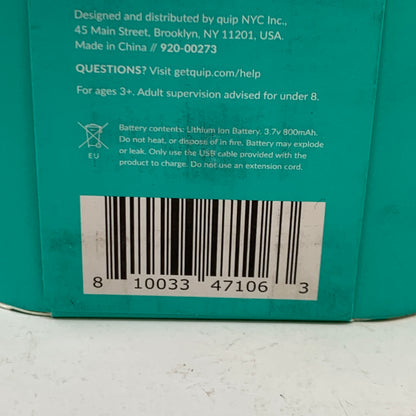 Designed and distributed by quip NYC Inc.,
45 Main Street, Brooklyn, NY 11201, USA.
Made in China // 920-00273
QUESTIONS? Visit getquip.com/help
For ages 3+. Adult supervision advised for under 8.
Battery contents: Lithium Ion Battery. 3.7v 800mAh.
Do not heat, or dispose of in fire. Battery may explode
or leak. Only use the USB cable provided with the
product to charge. Do not use an extension cord.
EU
8 10033 47106 3